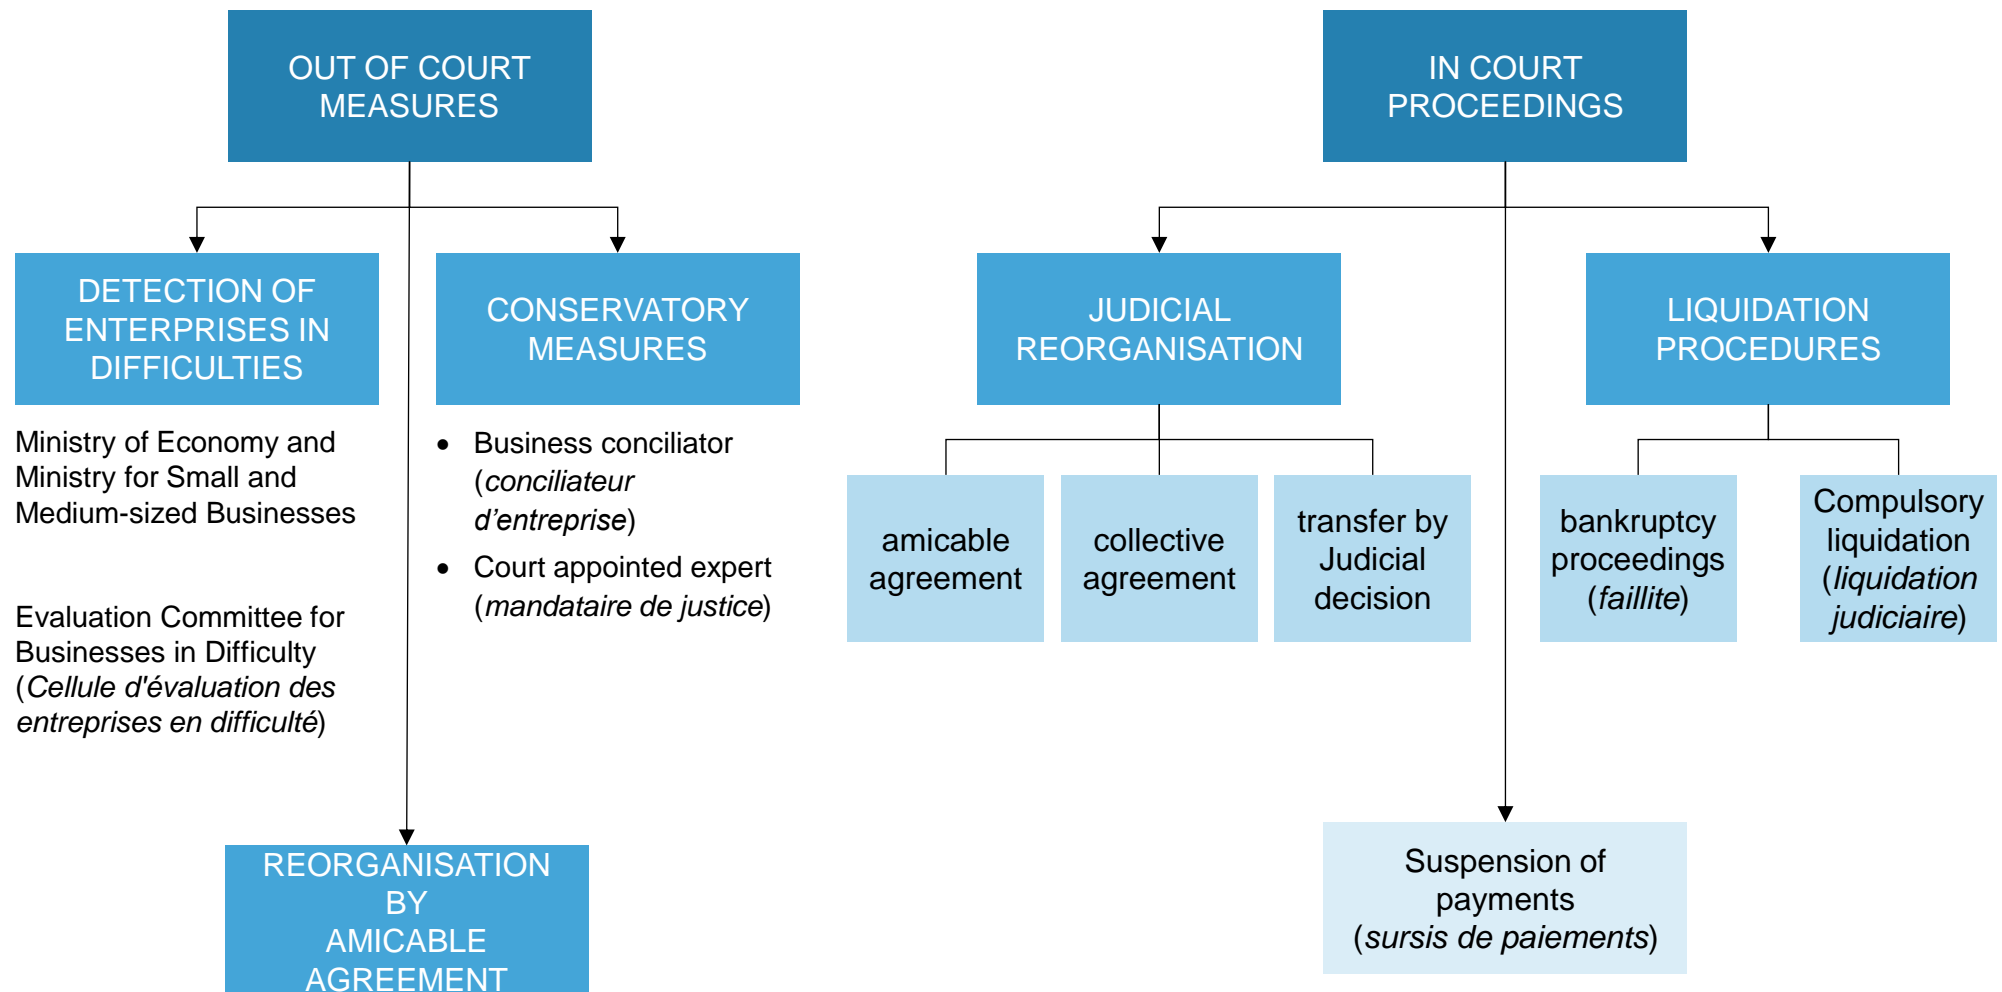 OUT OF COURT
MEASURES
IN COURT
PROCEEDINGS
DETECTION OF
ENTERPRISES IN
DIFFICULTIES
CONSERVATORY
MEASURES
JUDICIAL
REORGANISATION
LIQUIDATION
PROCEDURES
Ministry of Economy and
Ministry for Small and
Medium-sized Businesses
Evaluation Committee for
Businesses in Difficulty
(Cellule d'évaluation des
entreprises en difficulté)
• Business conciliator
(conciliateur
d’entreprise)
• Court appointed expert
(mandataire de justice)
amicable
agreement
collective
agreement
transfer by
Judicial
decision
bankruptcy
proceedings
(faillite)
Compulsory
liquidation
(liquidation
judiciaire)
REORGANISATION
BY
AMICABLE
AGREEMENT
Suspension of
payments
(sursis de paiements)